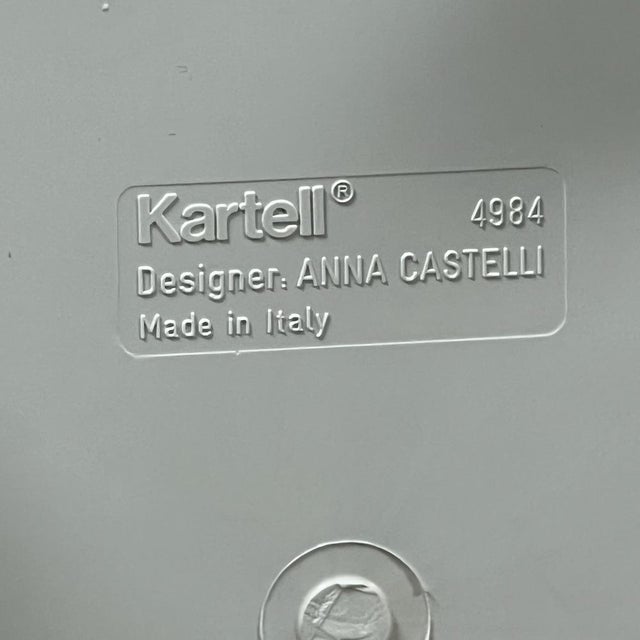 Kartell® 4984
Designer: ANNA CASTELLI
Made in Italy